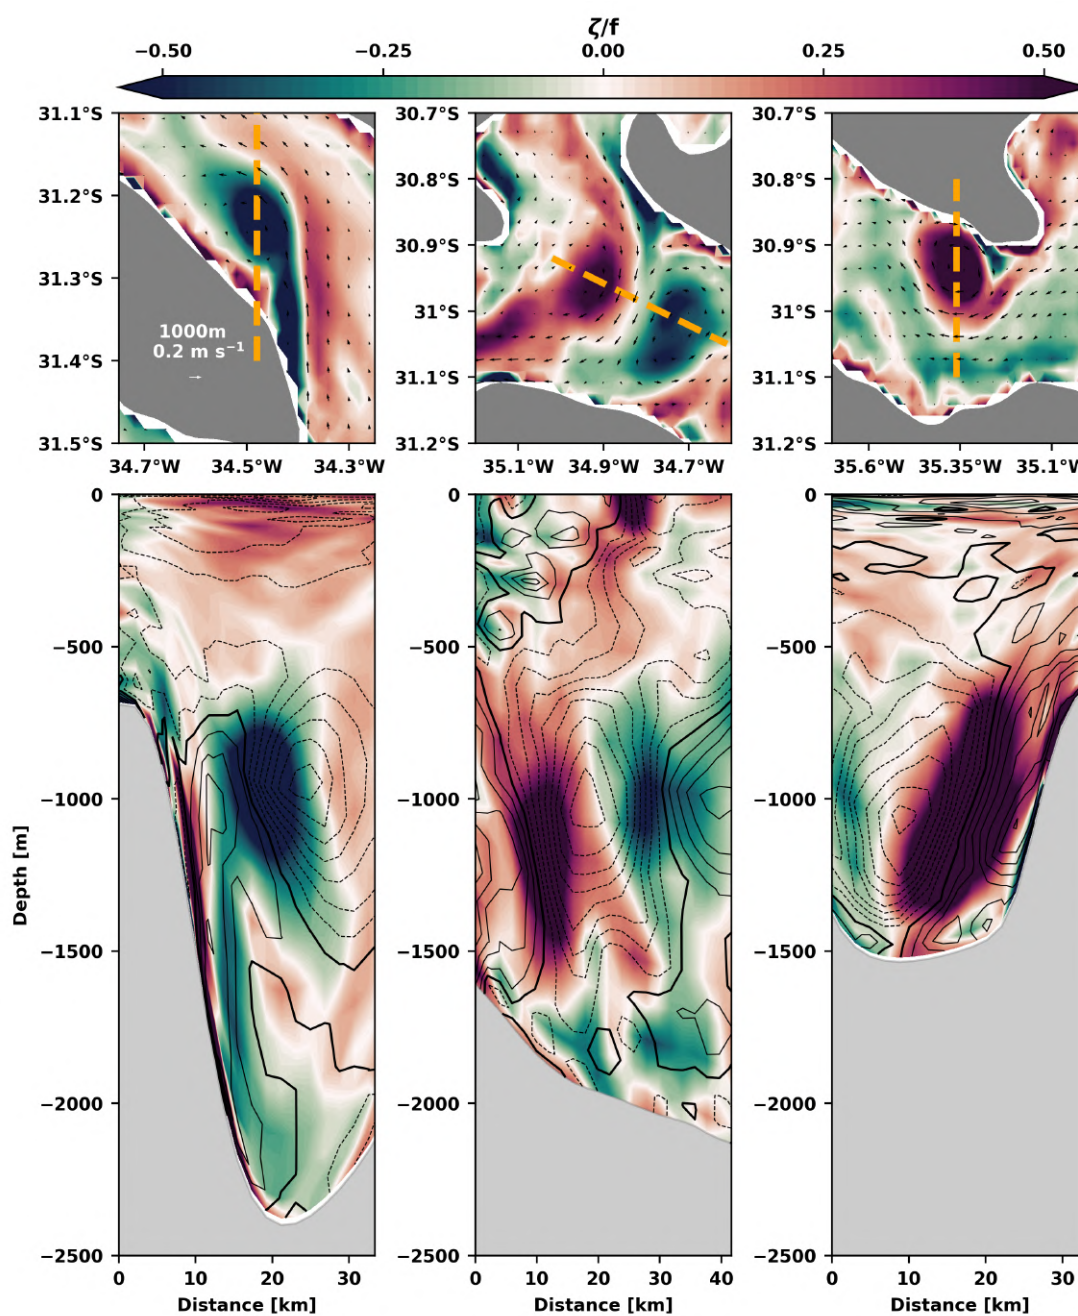 ζ/f
−0.50 −0.25 0.00 0.25 0.50
31.1°S
31.2°S
31.3°S
31.4°S
31.5°S
1000m
0.2 m s⁻¹
34.7°W 34.5°W 34.3°W
30.7°S
30.8°S
30.9°S
31°S
31.1°S
31.2°S
35.1°W 34.9°W 34.7°W
30.7°S
30.8°S
30.9°S
31°S
31.1°S
31.2°S
35.6°W 35.35°W 35.1°W
Depth [m]
0
−500
−1000
−1500
−2000
−2500
0 10 20 30
Distance [km]
0
−500
−1000
−1500
−2000
−2500
0 10 20 30 40
Distance [km]
0
−500
−1000
−1500
−2000
−2500
0 10 20 30
Distance [km]